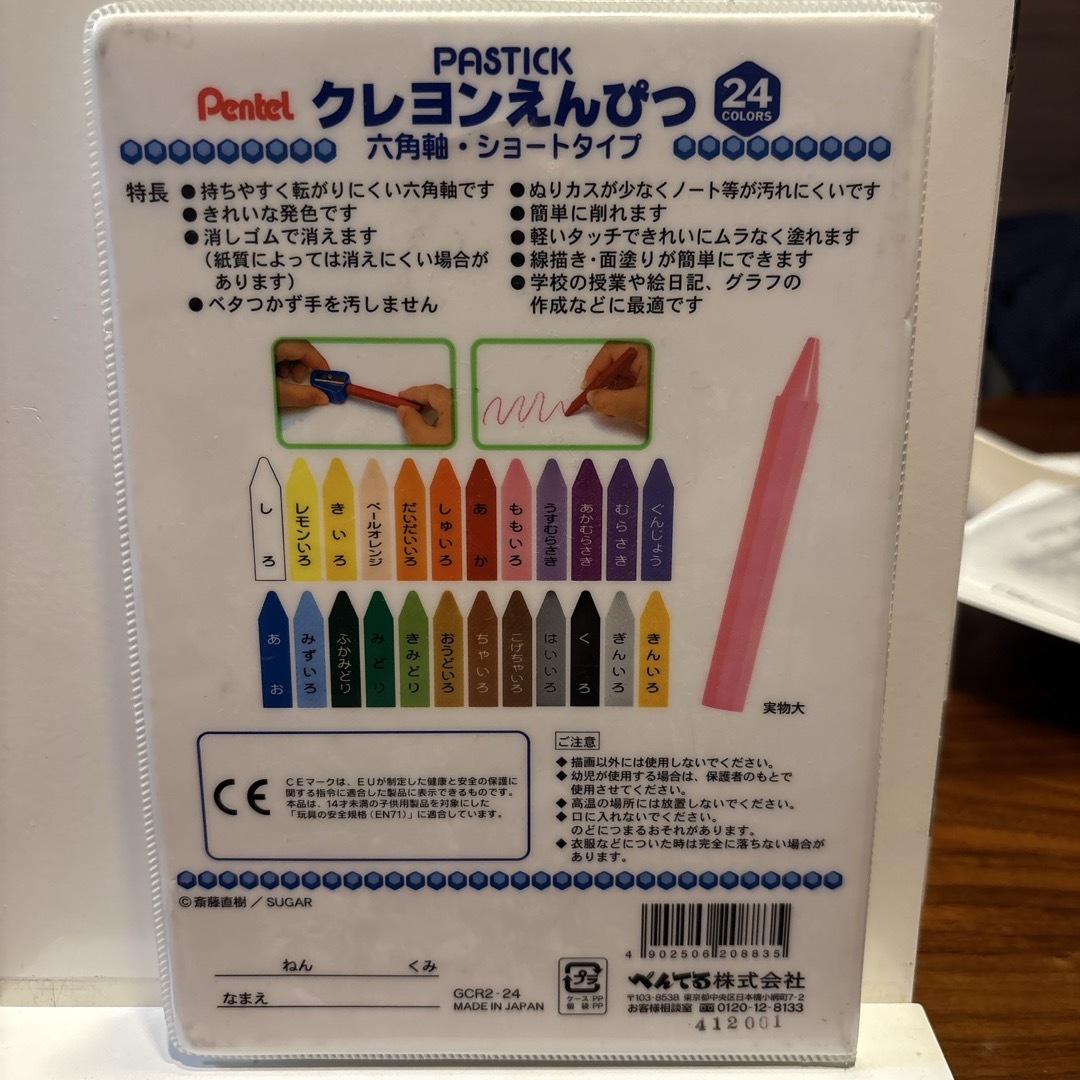 PASTICK
Pentel クレヨンえんぴつ 24 COLORS
六角軸・ショートタイプ
特長
●持ちやすく転がりにくい六角軸です
●きれいな発色です
●消しゴムで消えます
(紙質によっては消えにくい場合が
あります)
●ベタつかず手を汚しません
●ぬりカスが少なくノート等が汚れにくいです
●簡単に削れます
●軽いタッチできれいにムラなく塗れます
●線描き・面塗りが簡単にできます
●学校の授業や絵日記、グラフの
作成などに最適です
しろ
レモンいろ
きいろ
ペールオレンジ
だいだいいろ
しゅいろ
あか
ももいろ
うすむらさき
あかむらさき
むらさき
ぐんじょう
あお
みずいろ
ふかみどり
みどり
きみどり
おうどいろ
ちゃいろ
こげちゃいろ
はいいろ
くろ
ぎんいろ
きんいろ
実物大
CE
CEマークは、EUが制定した健康と安全の保護に
関する指令に適合した製品に表示できるものです。
本品は、14才未満の子供用製品を対象にした
「玩具の安全規格(EN71)」に適合しています。
ご注意
◆描画以外には使用しないでください。
◆幼児が使用する場合は、保護者のもとで
使用させてください。
◆高温の場所には放置しないでください。
◆口に入れないでください。
のどにつまるおそれがあります。
◆衣服などについた時は完全に落ちない場合が
あります。
©斎藤直樹/SUGAR
ねん くみ
なまえ
GCR2-24
MADE IN JAPAN
プラ
ケース:PP
個 袋:PP
4 902506 208835
ぺんてる株式会社
〒103-8538 東京都中央区日本橋小網町7-2
お客様相談室 0120-12-8133
412001